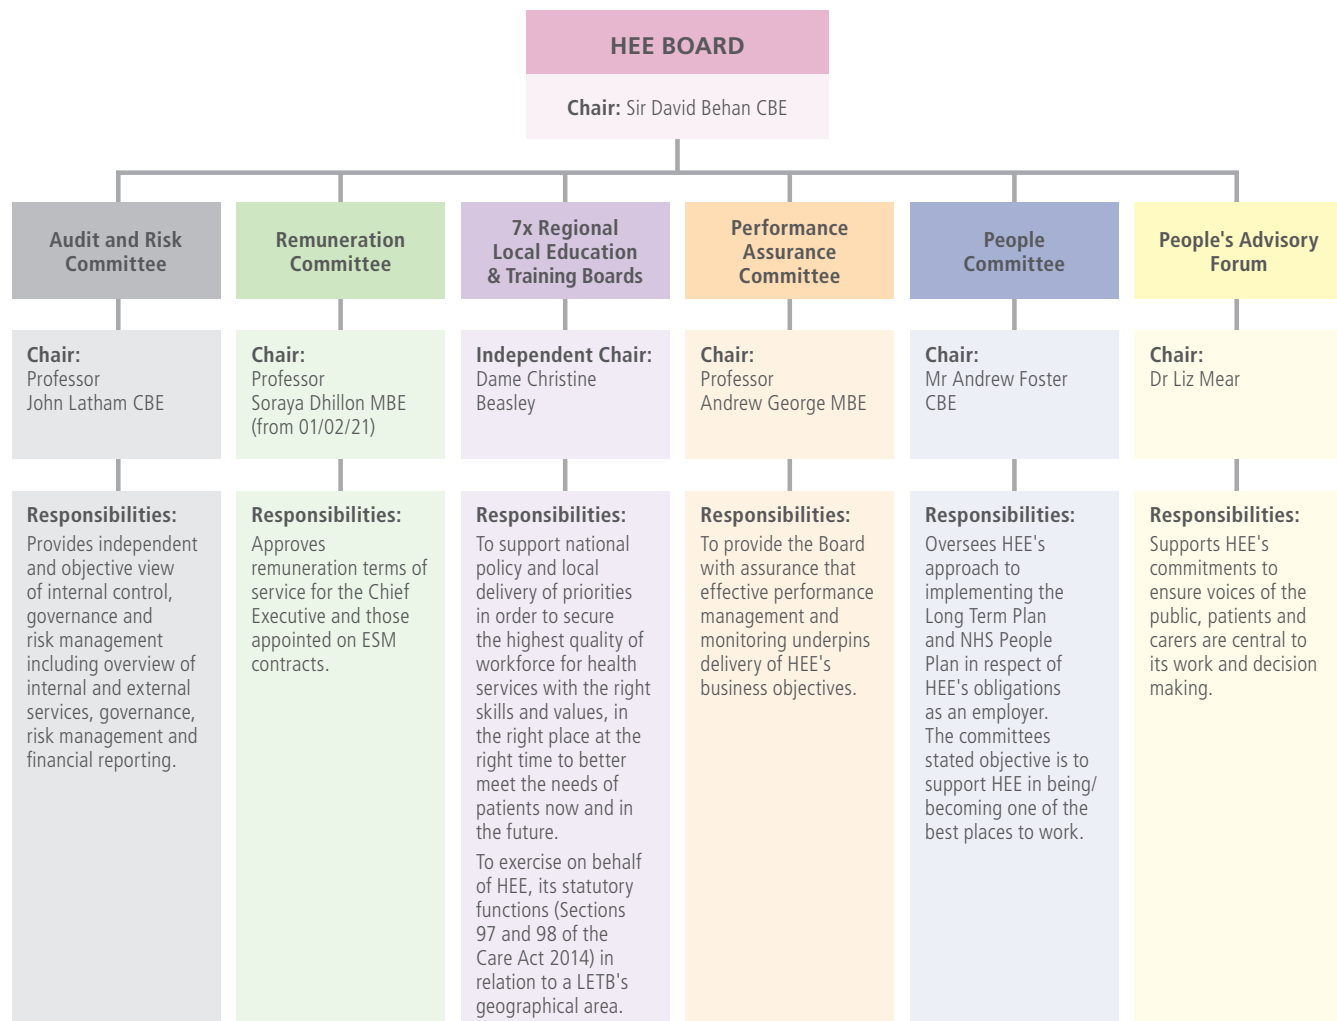 HEE BOARD
Chair: Sir David Behan CBE
Audit and Risk
Committee
Chair:
Professor
John Latham CBE
Responsibilities:
Provides independent
and objective view
of internal control,
governance and
risk management
including overview of
internal and external
services, governance,
risk management and
financial reporting.
Remuneration
Committee
Chair:
Professor
Soraya Dhillon MBE
(from 01/02/21)
Responsibilities:
Approves
remuneration terms of
service for the Chief
Executive and those
appointed on ESM
contracts.
7x Regional
Local Education
& Training Boards
Independent Chair:
Dame Christine
Beasley
Responsibilities:
To support national
policy and local
delivery of priorities
in order to secure
the highest quality of
workforce for health
services with the right
skills and values, in
the right place at the
right time to better
meet the needs of
patients now and in
the future.
To exercise on behalf
of HEE, its statutory
functions (Sections
97 and 98 of the
Care Act 2014) in
relation to a LETB's
geographical area.
Performance
Assurance
Committee
Chair:
Professor
Andrew George MBE
Responsibilities:
To provide the Board
with assurance that
effective performance
management and
monitoring underpins
delivery of HEE's
business objectives.
People
Committee
Chair:
Mr Andrew Foster
CBE
Responsibilities:
Oversees HEE's
approach to
implementing the
Long Term Plan
and NHS People
Plan in respect of
HEE's obligations
as an employer.
The committees
stated objective is to
support HEE in being/
becoming one of the
best places to work.
People's Advisory
Forum
Chair:
Dr Liz Mear
Responsibilities:
Supports HEE's
commitments to
ensure voices of the
public, patients and
carers are central to
its work and decision
making.